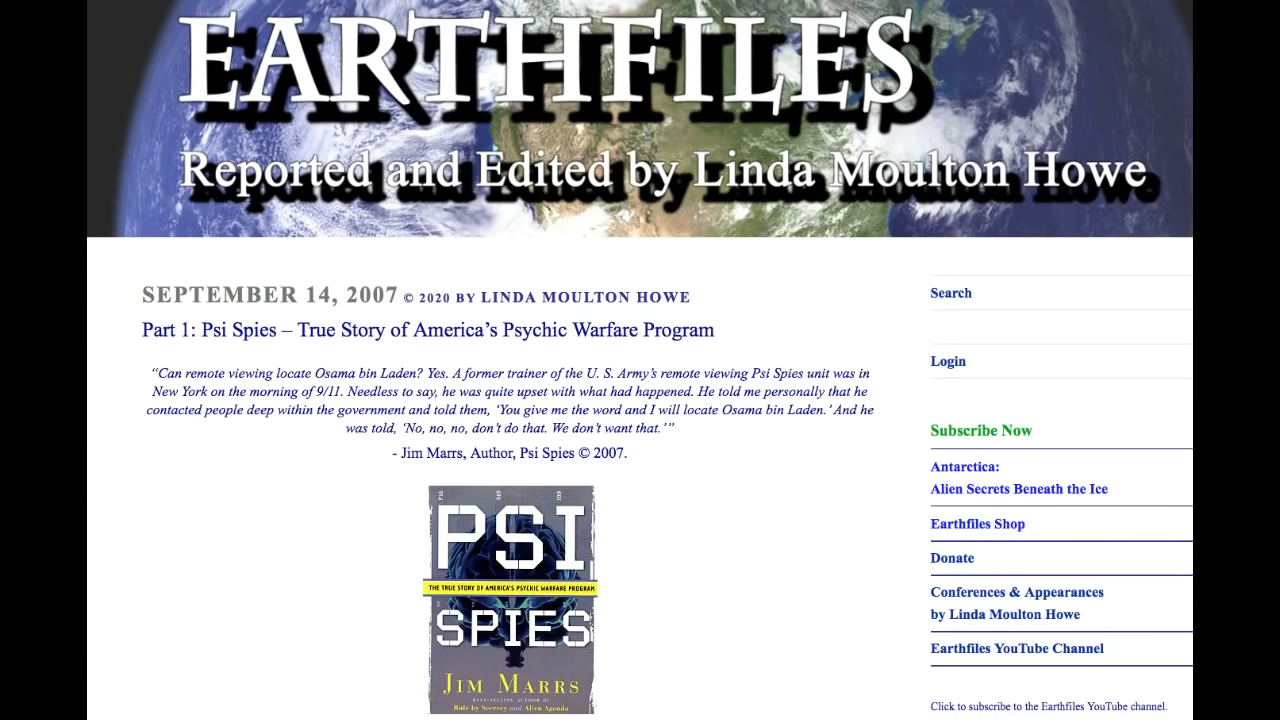 EARTHFILES
Reported and Edited by Linda Moulton Howe
SEPTEMBER 14, 2007 © 2020 BY LINDA MOULTON HOWE
Part 1: Psi Spies – True Story of America’s Psychic Warfare Program
“Can remote viewing locate Osama bin Laden? Yes. A former trainer of the U. S. Army’s remote viewing Psi Spies unit was in
New York on the morning of 9/11. Needless to say, he was quite upset with what had happened. He told me personally that he
contacted people deep within the government and told them, ‘You give me the word and I will locate Osama bin Laden.’ And he
was told, ‘No, no, no, don’t do that. We don’t want that.’”
- Jim Marrs, Author, Psi Spies © 2007.
PSI
THE TRUE STORY OF AMERICA'S PSYCHIC WARFARE PROGRAM
SPIES
JIM MARRS
BEST-SELLING AUTHOR OF
Rule by Secrecy and Alien Agenda
Search
Login
Subscribe Now
Antarctica:
Alien Secrets Beneath the Ice
Earthfiles Shop
Donate
Conferences & Appearances
by Linda Moulton Howe
Earthfiles YouTube Channel
Click to subscribe to the Earthfiles YouTube channel.